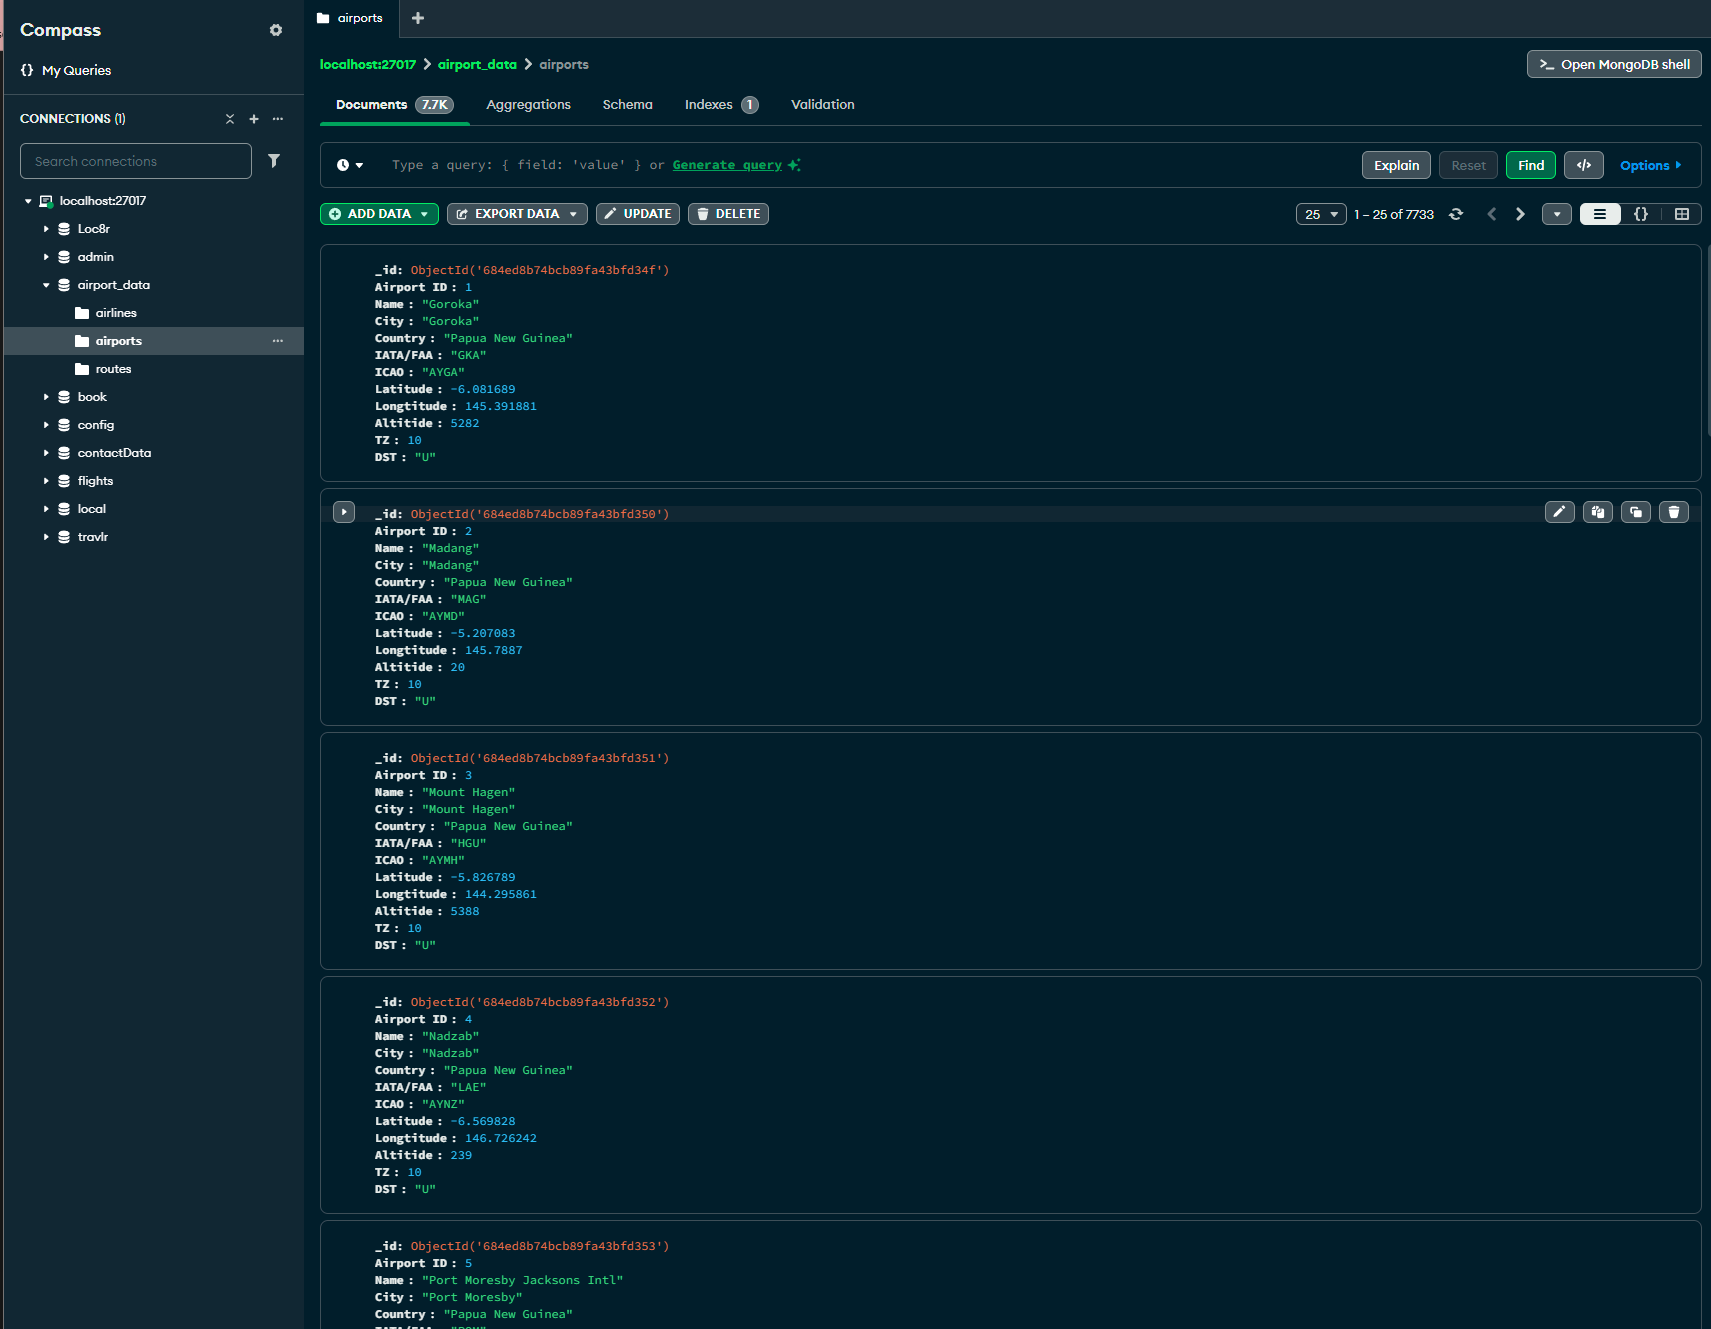 Compass
{} My Queries
CONNECTIONS (1)
Search connections
localhost:27017
Loc8r
admin
airport_data
airlines
airports
routes
book
config
contactData
flights
local
travlr
airports
localhost:27017 > airport_data > airports
>_ Open MongoDB shell
Documents 7.7K Aggregations Schema Indexes 1 Validation
Type a query: { field: 'value' } or Generate query
Explain Reset Find </> Options
ADD DATA EXPORT DATA UPDATE DELETE
25 1 – 25 of 7733 {}
_id: ObjectId('684ed8b74bcb89fa43bfd34f')
Airport ID : 1
Name : "Goroka"
City : "Goroka"
Country : "Papua New Guinea"
IATA/FAA : "GKA"
ICAO : "AYGA"
Latitude : -6.081689
Longtitude : 145.391881
Altitide : 5282
TZ : 10
DST : "U"
_id: ObjectId('684ed8b74bcb89fa43bfd350')
Airport ID : 2
Name : "Madang"
City : "Madang"
Country : "Papua New Guinea"
IATA/FAA : "MAG"
ICAO : "AYMD"
Latitude : -5.207083
Longtitude : 145.7887
Altitide : 20
TZ : 10
DST : "U"
_id: ObjectId('684ed8b74bcb89fa43bfd351')
Airport ID : 3
Name : "Mount Hagen"
City : "Mount Hagen"
Country : "Papua New Guinea"
IATA/FAA : "HGU"
ICAO : "AYMH"
Latitude : -5.826789
Longtitude : 144.295861
Altitide : 5388
TZ : 10
DST : "U"
_id: ObjectId('684ed8b74bcb89fa43bfd352')
Airport ID : 4
Name : "Nadzab"
City : "Nadzab"
Country : "Papua New Guinea"
IATA/FAA : "LAE"
ICAO : "AYNZ"
Latitude : -6.569828
Longtitude : 146.726242
Altitide : 239
TZ : 10
DST : "U"
_id: ObjectId('684ed8b74bcb89fa43bfd353')
Airport ID : 5
Name : "Port Moresby Jacksons Intl"
City : "Port Moresby"
Country : "Papua New Guinea"